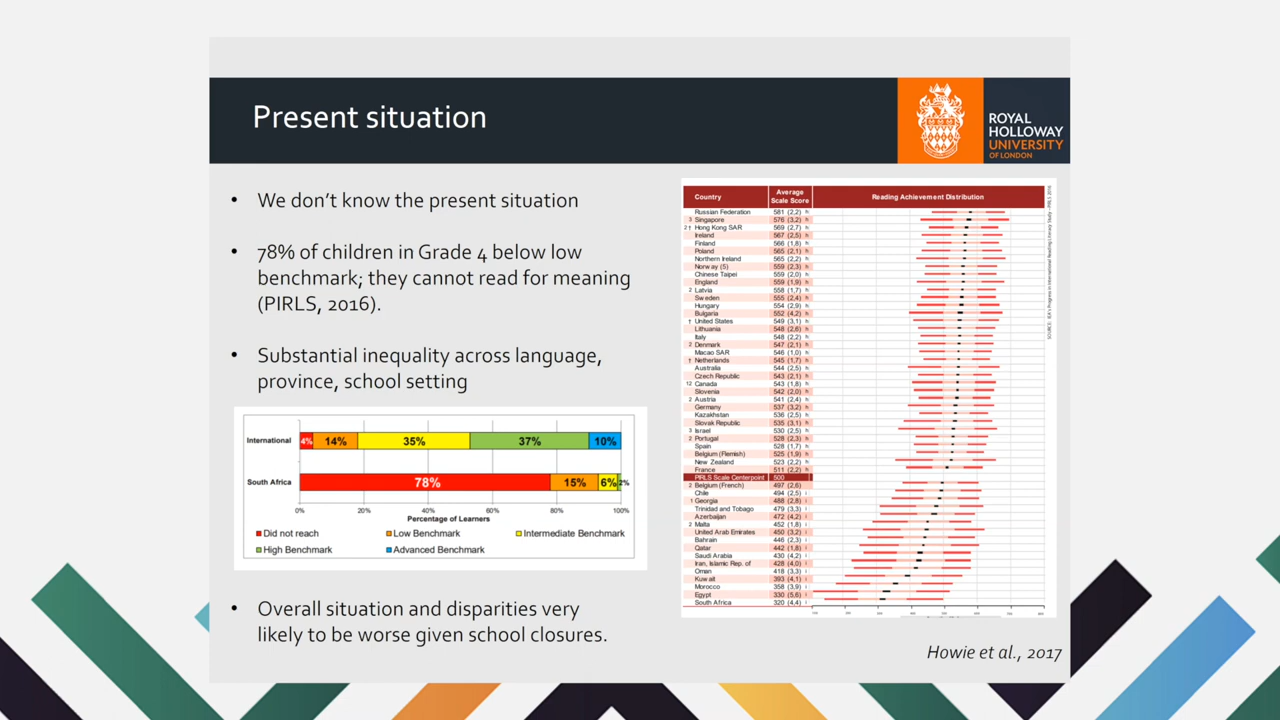 Present situation
ROYAL
HOLLOWAY
UNIVERSITY
OF LONDON
• We don't know the present situation
• 78% of children in Grade 4 below low
benchmark; they cannot read for meaning
(PIRLS, 2016).
• Substantial inequality across language,
province, school setting
International 4% 14% 35% 37% 10%
South Africa 78% 15% 6% 2%
0% 20% 40% 60% 80% 100%
Percentage of Learners
Did not reach Low Benchmark Intermediate Benchmark
High Benchmark Advanced Benchmark
• Overall situation and disparities very
likely to be worse given school closures.
Country Average Scale Score Reading Achievement Distribution
Russian Federation 581 (2,2) h
3 Singapore 576 (3,2) h
2 † Hong Kong SAR 569 (2,7) h
Ireland 567 (2,5) h
Finland 566 (1,8) h
Poland 565 (2,1) h
Northern Ireland 565 (2,2) h
Norway (5) 559 (2,3) h
Chinese Taipei 559 (2,0) h
England 559 (1,9) h
2 Latvia 558 (1,7) h
Sweden 555 (2,4) h
Hungary 554 (2,9) h
Bulgaria 552 (4,2) h
† United States 549 (3,1) h
Lithuania 548 (2,6) h
Italy 548 (2,2) h
2 Denmark 547 (2,1) h
Macao SAR 546 (1,0) h
† Netherlands 545 (1,7) h
Australia 544 (2,5) h
Czech Republic 543 (2,1) h
12 Canada 543 (1,8) h
Slovenia 542 (2,0) h
2 Austria 541 (2,4) h
Germany 537 (3,2) h
Kazakhstan 536 (2,5) h
Slovak Republic 535 (3,1) h
3 Israel 530 (2,5) h
2 Portugal 528 (2,3) h
Spain 528 (1,7) h
Belgium (Flemish) 525 (1,9) h
New Zealand 523 (2,2) h
France 511 (2,2) h
PIRLS Scale Centerpoint 500
2 Belgium (French) 497 (2,6)
Chile 494 (2,5) i
1 Georgia 488 (2,8) i
Trinidad and Tobago 479 (3,3) i
Azerbaijan 472 (4,2) i
2 Malta 452 (1,8) i
United Arab Emirates 450 (3,2) i
Bahrain 446 (2,3) i
Qatar 442 (1,8) i
Saudi Arabia 430 (4,2) i
Iran, Islamic Rep. of 428 (4,0) i
Oman 418 (3,3) i
Kuwait 393 (4,1) i
Morocco 358 (3,9) i
Egypt 330 (5,6) i
South Africa 320 (4,4) i
Howie et al., 2017